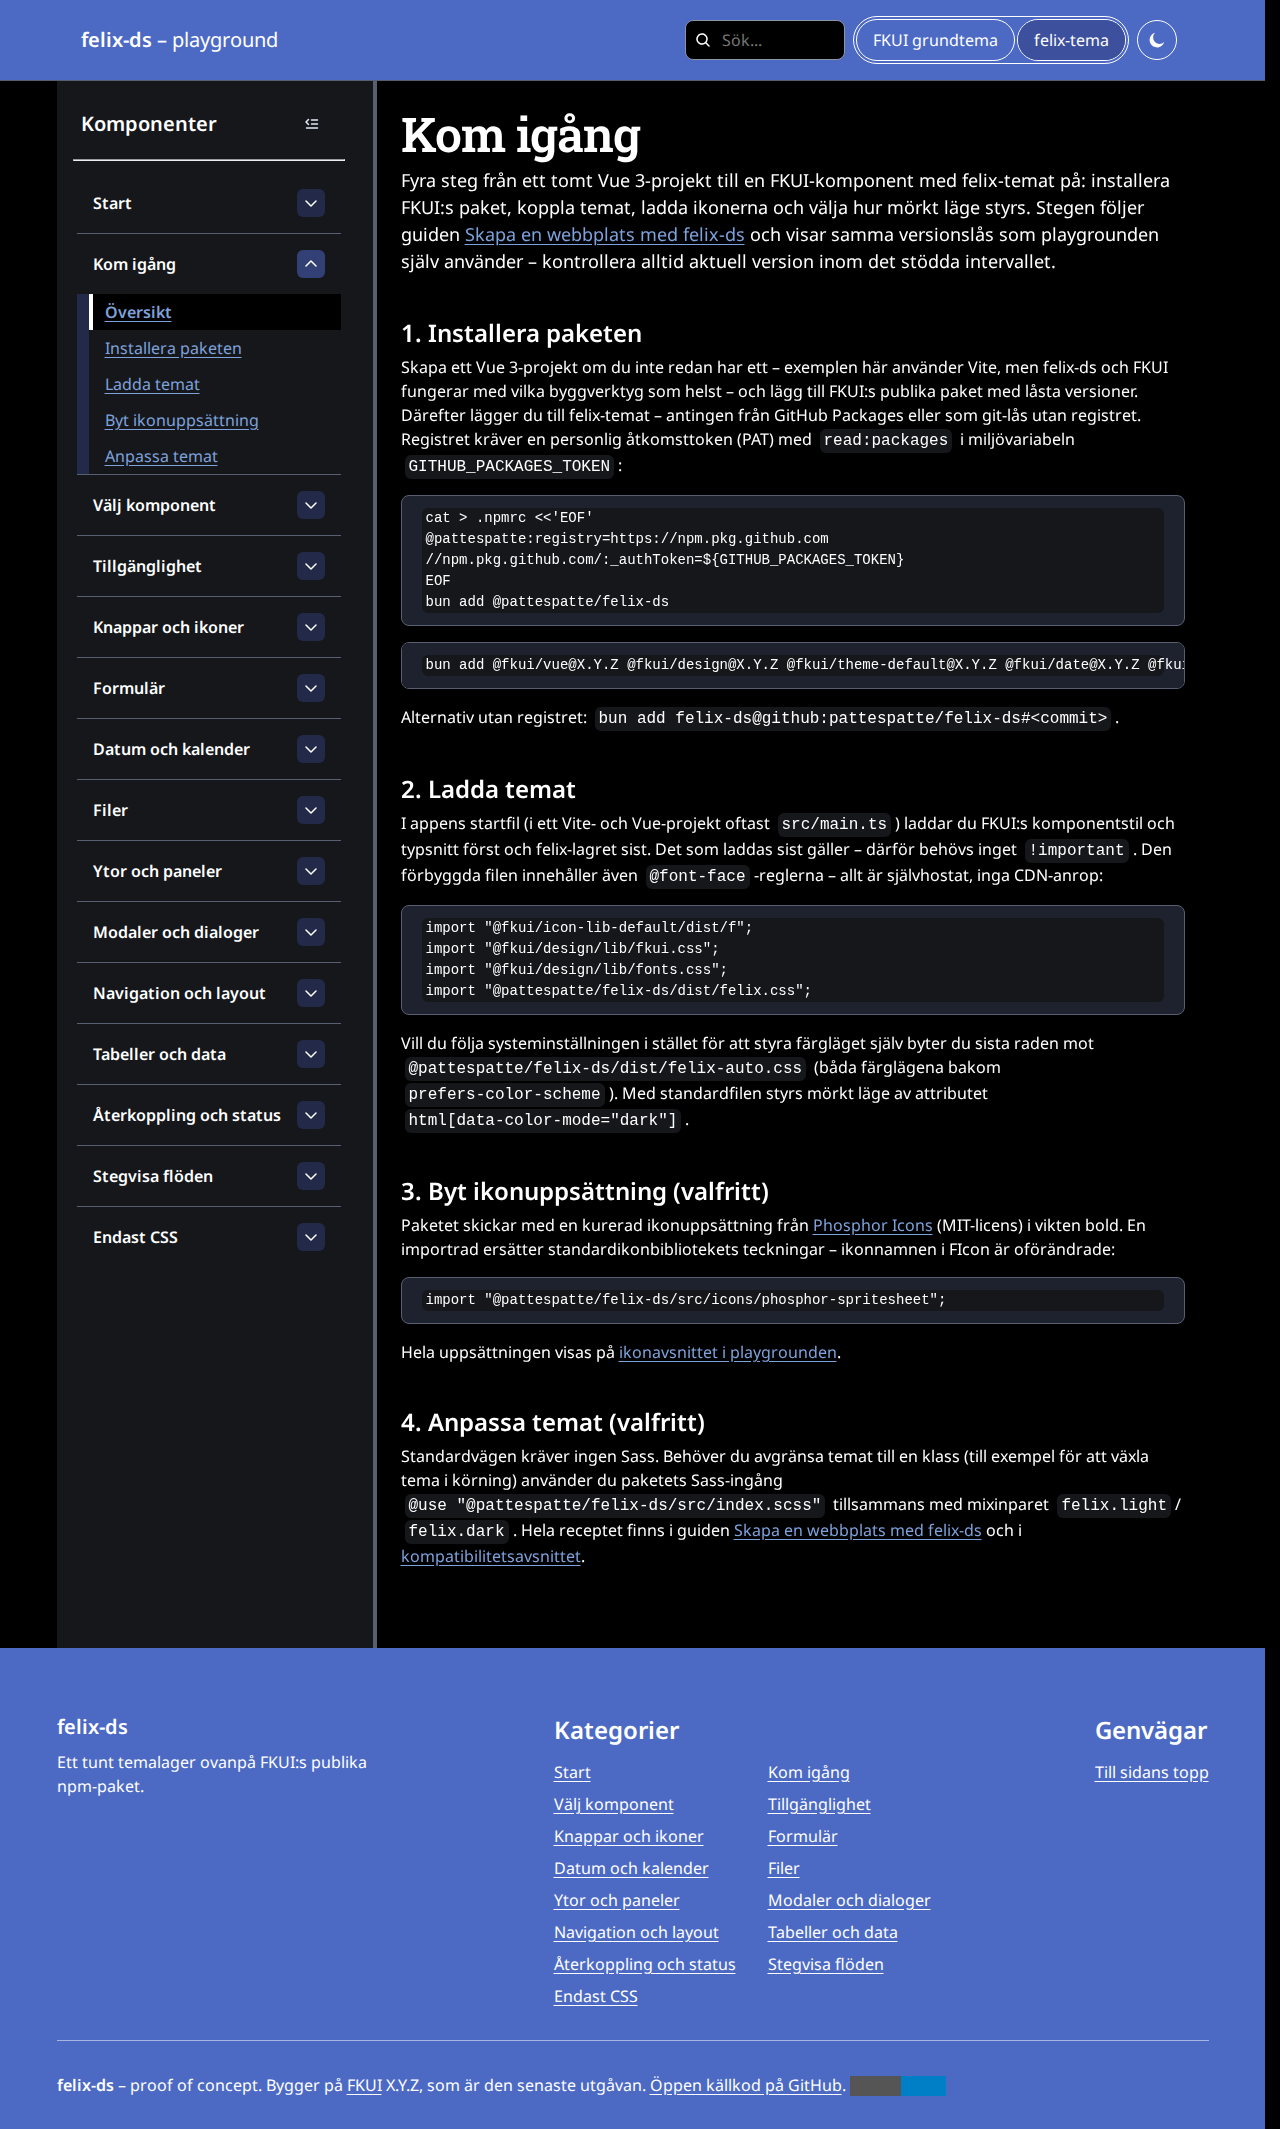 felix-ds – playground
Sök...
FKUI grundtema
felix-tema
Komponenter
Start
Kom igång
Översikt
Installera paketen
Ladda temat
Byt ikonuppsättning
Anpassa temat
Välj komponent
Tillgänglighet
Knappar och ikoner
Formulär
Datum och kalender
Filer
Ytor och paneler
Modaler och dialoger
Navigation och layout
Tabeller och data
Återkoppling och status
Stegvisa flöden
Endast CSS
Kom igång
Fyra steg från ett tomt Vue 3-projekt till en FKUI-komponent med felix-temat på: installera
FKUI:s paket, koppla temat, ladda ikonerna och välja hur mörkt läge styrs. Stegen följer
guiden Skapa en webbplats med felix-ds och visar samma versionslås som playgrounden
själv använder – kontrollera alltid aktuell version inom det stödda intervallet.
1. Installera paketen
Skapa ett Vue 3-projekt om du inte redan har ett – exemplen här använder Vite, men felix-ds och FKUI
fungerar med vilka byggverktyg som helst – och lägg till FKUI:s publika paket med låsta versioner.
Därefter lägger du till felix-temat – antingen från GitHub Packages eller som git-lås utan registret.
Registret kräver en personlig åtkomsttoken (PAT) med read:packages i miljövariabeln
GITHUB_PACKAGES_TOKEN :
cat > .npmrc <<'EOF'
@pattespatte:registry=https://npm.pkg.github.com
//npm.pkg.github.com/:_authToken=${GITHUB_PACKAGES_TOKEN}
EOF
bun add @pattespatte/felix-ds
bun add @fkui/vue@X.Y.Z @fkui/design@X.Y.Z @fkui/theme-default@X.Y.Z @fkui/date@X.Y.Z @fkui
Alternativ utan registret: bun add felix-ds@github:pattespatte/felix-ds#<commit> .
2. Ladda temat
I appens startfil (i ett Vite- och Vue-projekt oftast src/main.ts ) laddar du FKUI:s komponentstil och
typsnitt först och felix-lagret sist. Det som laddas sist gäller – därför behövs inget !important . Den
förbyggda filen innehåller även @font-face -reglerna – allt är självhostat, inga CDN-anrop:
import "@fkui/icon-lib-default/dist/f";
import "@fkui/design/lib/fkui.css";
import "@fkui/design/lib/fonts.css";
import "@pattespatte/felix-ds/dist/felix.css";
Vill du följa systeminställningen i stället för att styra färgläget själv byter du sista raden mot
@pattespatte/felix-ds/dist/felix-auto.css (båda färglägena bakom
prefers-color-scheme ). Med standardfilen styrs mörkt läge av attributet
html[data-color-mode="dark"] .
3. Byt ikonuppsättning (valfritt)
Paketet skickar med en kurerad ikonuppsättning från Phosphor Icons (MIT-licens) i vikten bold. En
importrad ersätter standardikonbibliotekets teckningar – ikonnamnen i FIcon är oförändrade:
import "@pattespatte/felix-ds/src/icons/phosphor-spritesheet";
Hela uppsättningen visas på ikonavsnittet i playgrounden.
4. Anpassa temat (valfritt)
Standardvägen kräver ingen Sass. Behöver du avgränsa temat till en klass (till exempel för att växla
tema i körning) använder du paketets Sass-ingång
@use "@pattespatte/felix-ds/src/index.scss" tillsammans med mixinparet felix.light /
felix.dark . Hela receptet finns i guiden Skapa en webbplats med felix-ds och i
kompatibilitetsavsnittet.
felix-ds
Ett tunt temalager ovanpå FKUI:s publika
npm-paket.
Kategorier
Start
Kom igång
Välj komponent
Tillgänglighet
Knappar och ikoner
Formulär
Datum och kalender
Filer
Ytor och paneler
Modaler och dialoger
Navigation och layout
Tabeller och data
Återkoppling och status
Stegvisa flöden
Endast CSS
Genvägar
Till sidans topp
felix-ds – proof of concept. Bygger på FKUI X.Y.Z, som är den senaste utgåvan. Öppen källkod på GitHub.